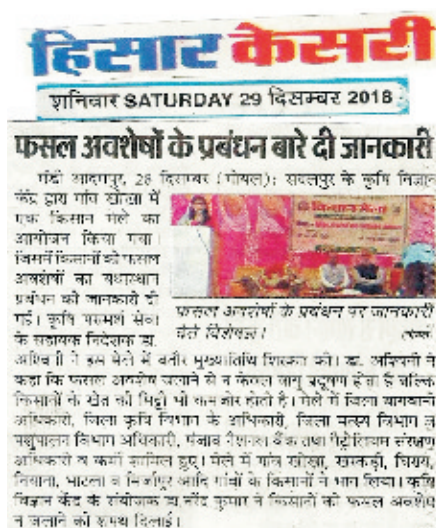 हिसार केसरी
शनिवार SATURDAY 29 दिसम्बर 2018
फसल अवशेषों के प्रबंधन बारे दी जानकारी
मंडी आदमपुर, 28 दिसम्बर (गोयल): सदलपुर के कृषि विज्ञान
केंद्र द्वारा गांव खोखा में
एक किसान मेले का
आयोजन किया गया।
जिसमें किसानों को फसल
अवशेषों का यथास्थान
प्रबंधन की जानकारी दी
गई। कृषि परामर्श सेवा
के सहायक निदेशक डा.
किसान मेला
फसल अवशेषों के प्रबंधन पर जानकारी
देते विशेषज्ञ।
अश्विनी ने इस मेले में बतौर मुख्यातिथि शिरकत की। डा. अश्विनी ने
कहा कि फसल अवशेष जलाने से न केवल वायु प्रदूषण होता है बल्कि
किसानों के खेत की मिट्टी भी कमजोर होती है। मेले में जिला बागवानी
अधिकारी, जिला कृषि विभाग के अधिकारी, जिला मत्स्य विभाग व
पशुपालन विभाग अधिकारी, पंजाब नैशनल बैंक तथा पैट्रोलियम संरक्षण
अधिकारी व कर्मी शामिल हुए। मेले में गांव खोखा, खरकड़ी, घिराय,
नियाना, भाटला व मिर्जापुर आदि गांवों के किसानों ने भाग लिया। कृषि
विज्ञान केंद्र के संयोजक डा. नरेंद्र कुमार ने किसानों को फसल अवशेष
न जलाने की शपथ दिलाई।